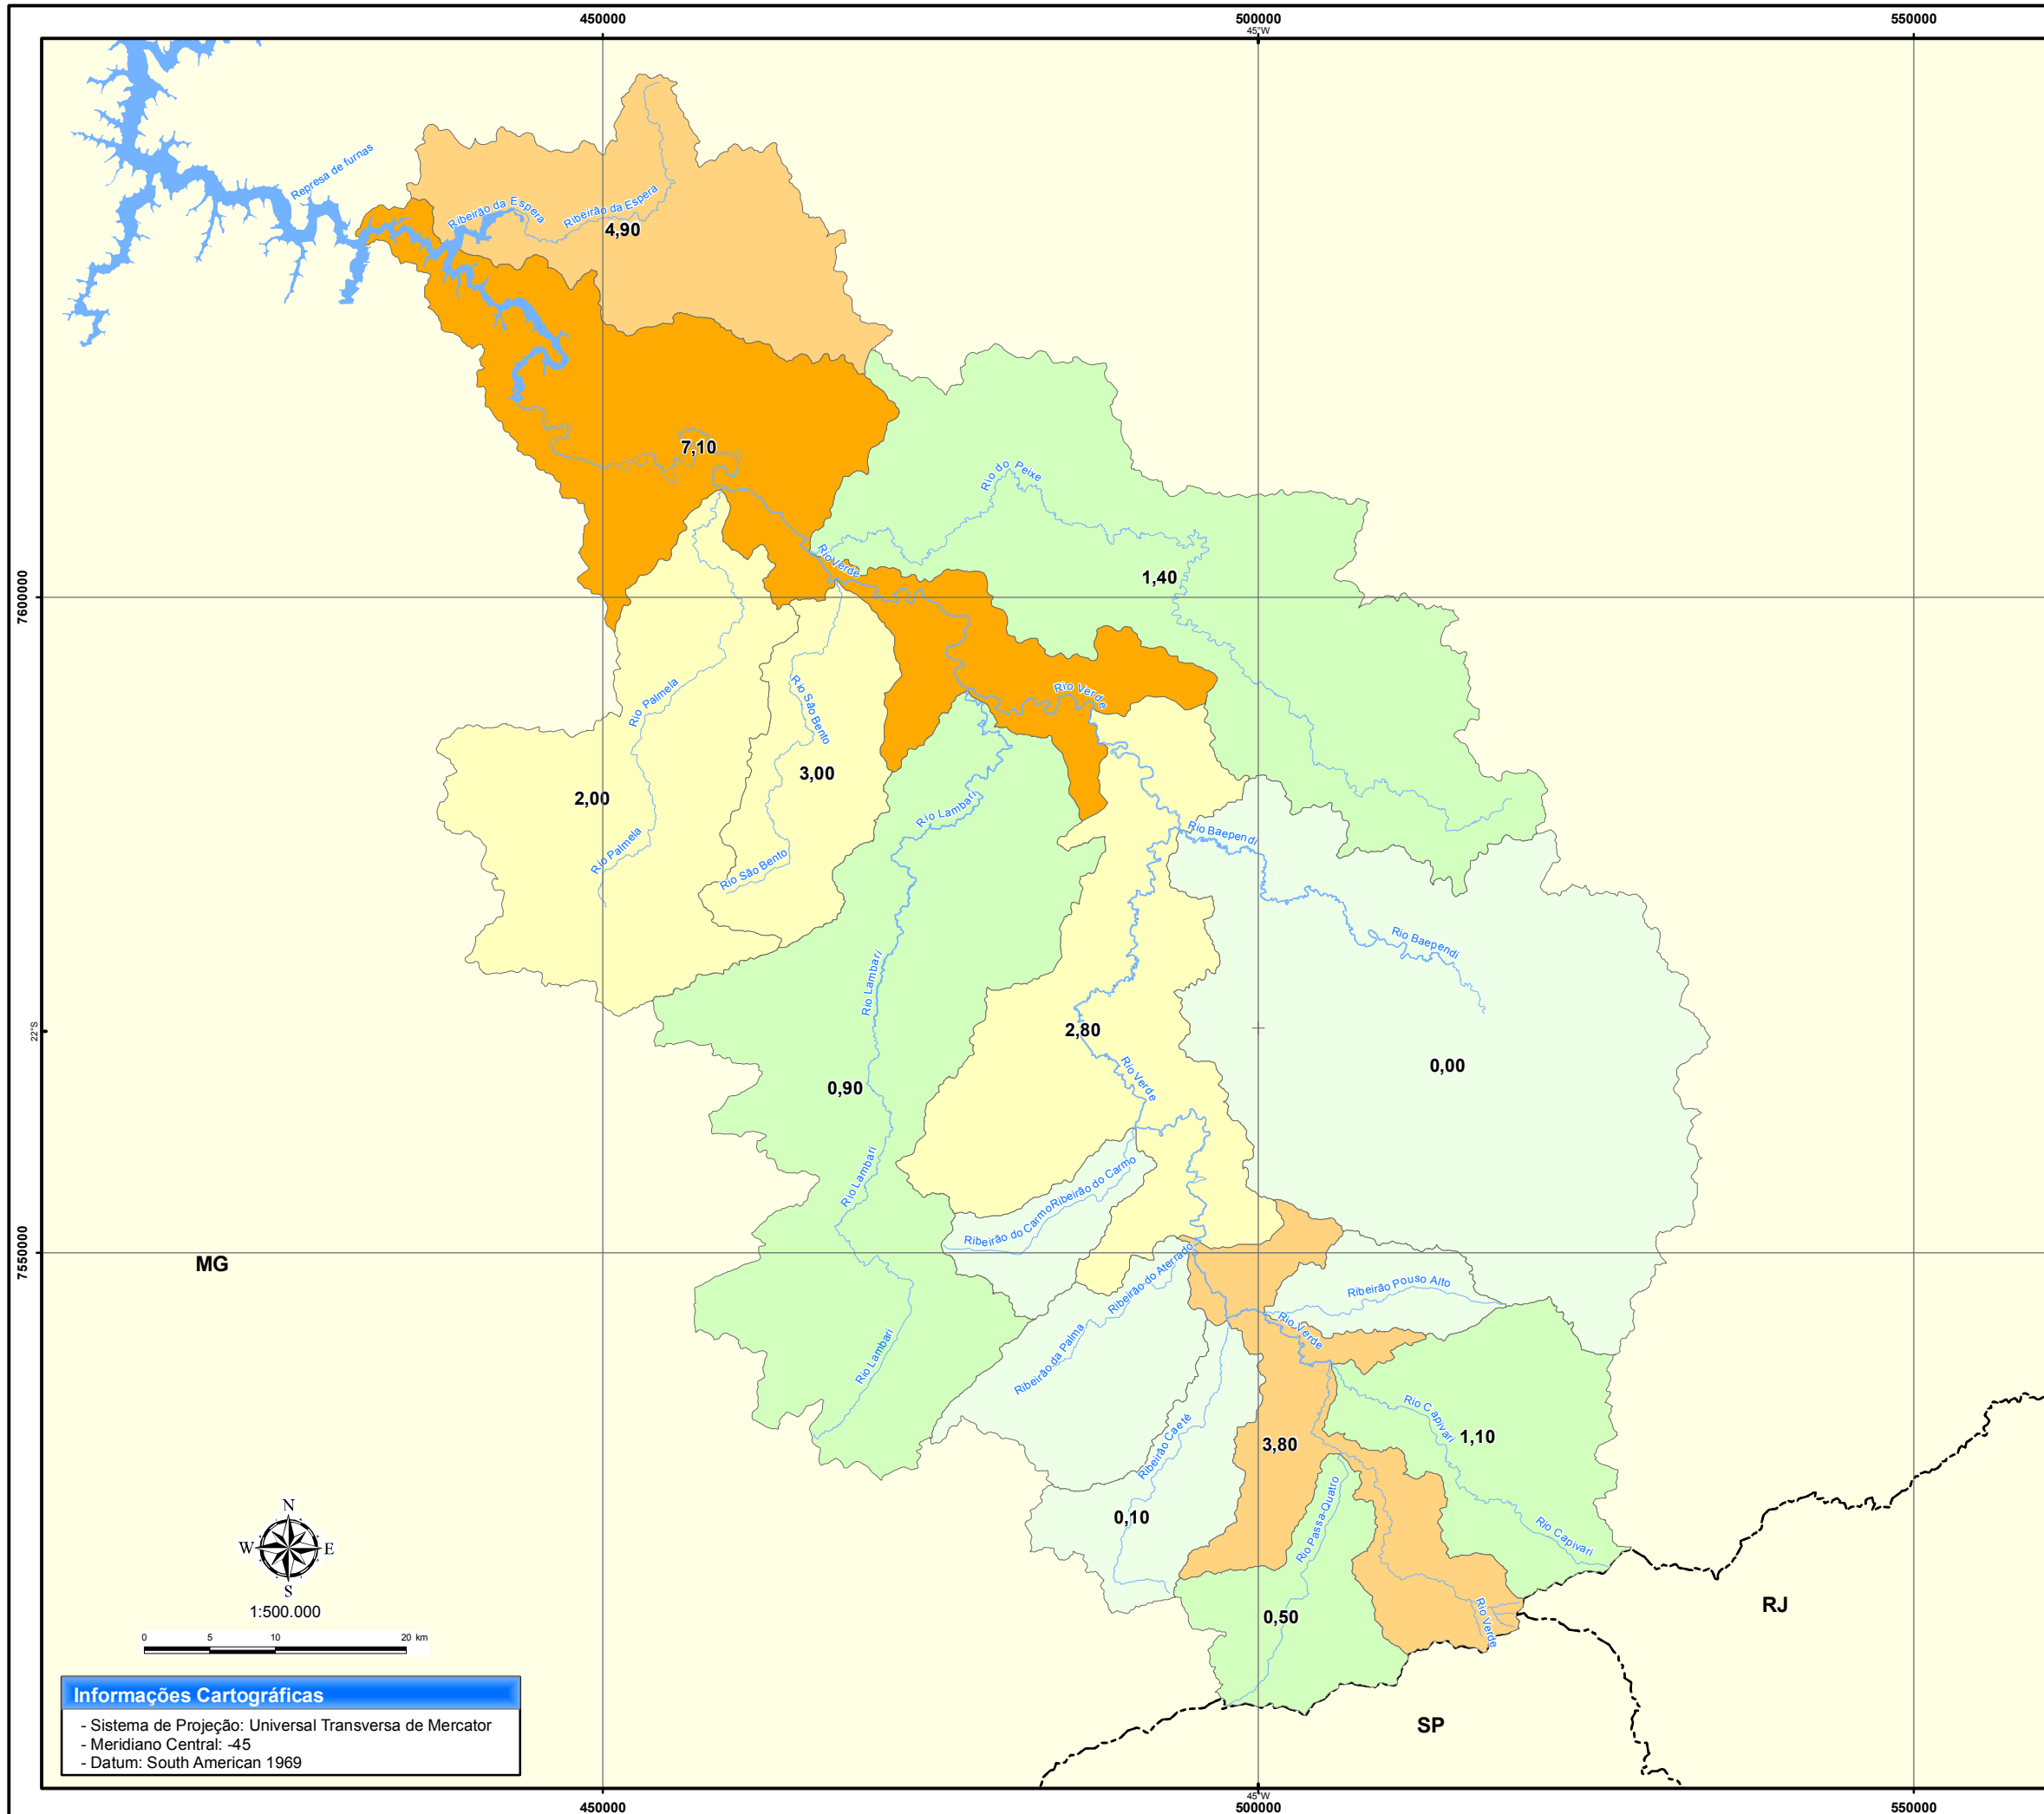 450000
500000
550000
45°W
Represa de furnas
Ribeirão da Espera
Ribeirão da Espera
4,90
7,10
Rio do Peixe
Rio Verde
1,40
7600000
Rio Palmela
Rio São Bento
Rio Verde
3,00
2,00
Rio Lambari
Rio Baependi
Rio Palmela
Rio São Bento
Rio Baependi
Rio Lambari
22°S
2,80
0,00
Rio Verde
0,90
Ribeirão do Carmo
Rio Lambari
Ribeirão do Carmo
7550000
MG
Ribeirão do Aterrado
Ribeirão Pouso Alto
Rio Verde
Ribeirão da Palma
Rio Lambari
Rio Capivari
1,10
3,80
Ribeirão Caeté
Rio Passa-Quatro
0,10
Rio Capivari
N
W
E
S
1:500.000
0,50
Rio Verde
RJ
0 5 10 20 km
SP
Informações Cartográficas
- Sistema de Projeção: Universal Transversa de Mercator
- Meridiano Central: -45
- Datum: South American 1969
45°W
450000
500000
550000